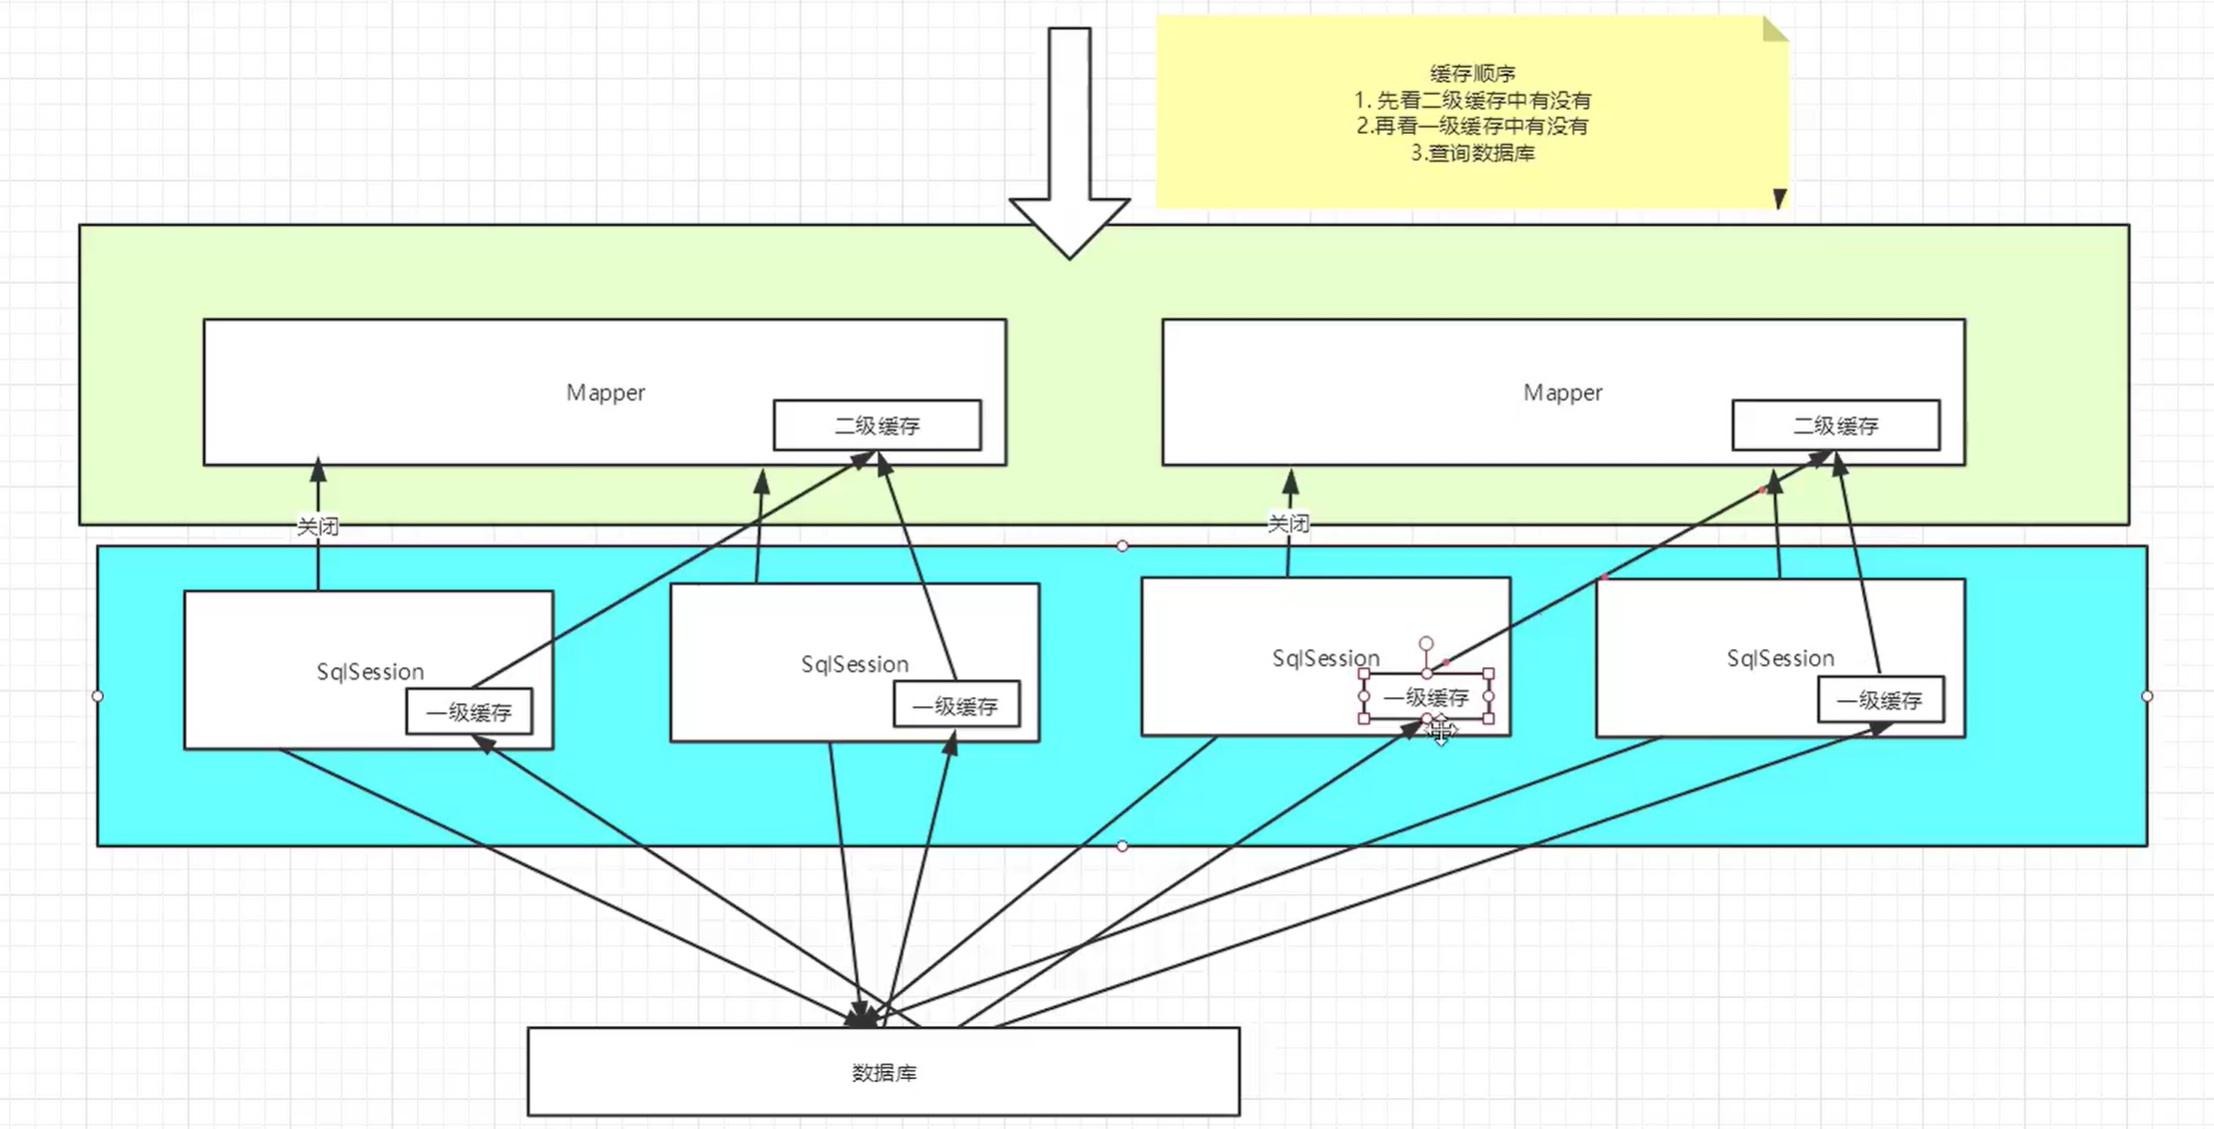 缓存顺序
1. 先看二级缓存中有没有
2.再看一级缓存中有没有
3.查询数据库
Mapper
二级缓存
Mapper
二级缓存
关闭
关闭
SqlSession
一级缓存
SqlSession
一级缓存
SqlSession
一级缓存
SqlSession
一级缓存
数据库